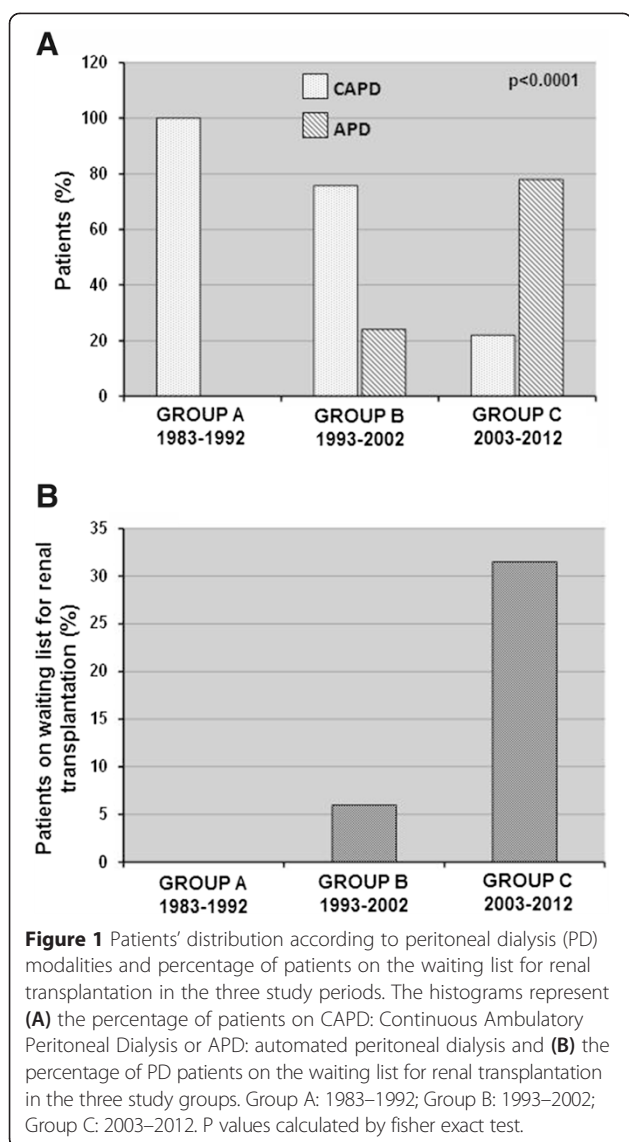 A
120
100
80
60
40
20
0
Patients (%)
CAPD
APD
p<0.0001
GROUP A
1983-1992
GROUP B
1993-2002
GROUP C
2003-2012
B
35
30
25
20
15
10
5
0
Patients on waiting list for renal
transplantation (%)
GROUP A
1983-1992
GROUP B
1993-2002
GROUP C
2003-2012
Figure 1 Patients’ distribution according to peritoneal dialysis (PD)
modalities and percentage of patients on the waiting list for renal
transplantation in the three study periods. The histograms represent
(A) the percentage of patients on CAPD: Continuous Ambulatory
Peritoneal Dialysis or APD: automated peritoneal dialysis and (B) the
percentage of PD patients on the waiting list for renal transplantation
in the three study groups. Group A: 1983–1992; Group B: 1993–2002;
Group C: 2003–2012. P values calculated by fisher exact test.